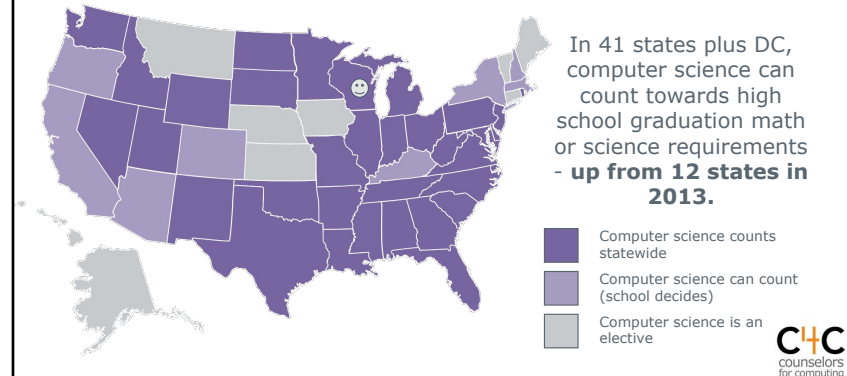 In 41 states plus DC,
computer science can
count towards high
school graduation math
or science requirements
- up from 12 states in
2013.
Computer science counts
statewide
Computer science can count
(school decides)
Computer science is an
elective
C4C
counselors
for computing